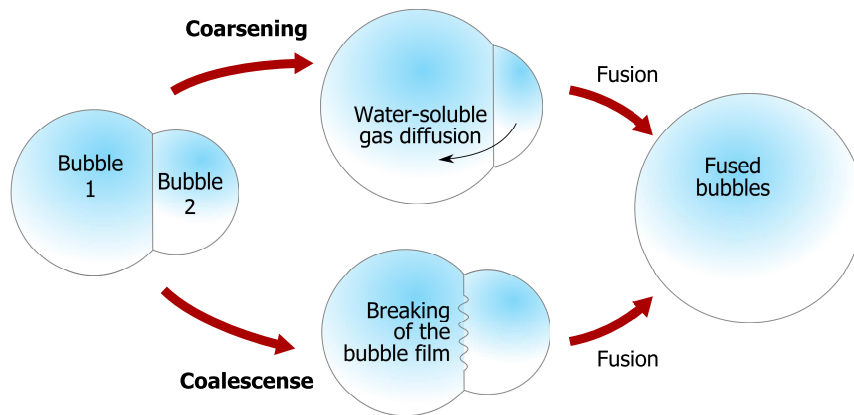 Coarsening
Bubble
1
Bubble
2
Water-soluble
gas diffusion
Fusion
Fused
bubbles
Breaking
of the
bubble film
Coalescense
Fusion